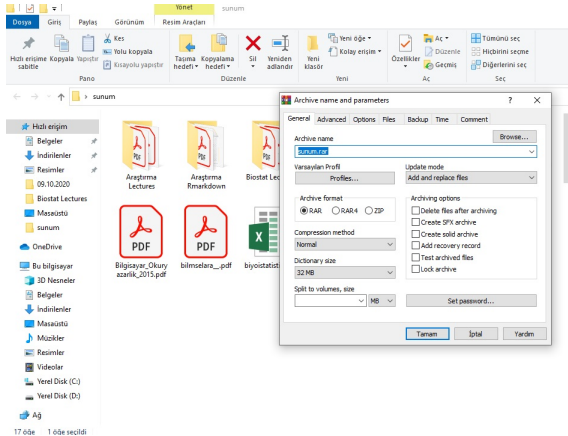 Yönet
sunum
Dosya Giriş Paylaş Görünüm Resim Araçları
Hızlı erişime sabitle
Kopyala
Yapıştır
Kes
Yolu kopyala
Kısayolu yapıştır
Pano
Taşıma hedefi
Kopyalama hedefi
Sil
Yeniden adlandır
Düzenle
Yeni klasör
Yeni öğe
Kolay erişim
Yeni
Özellikler
Aç
Düzenle
Geçmiş
Aç
Tümünü seç
Hiçbirini seçme
Diğerlerini seç
Seç
sunum
Hızlı erişim
Belgeler
İndirilenler
Resimler
09.10.2020
Biostat Lectures
Masaüstü
sunum
OneDrive
Bu bilgisayar
3D Nesneler
Belgeler
İndirilenler
Masaüstü
Müzikler
Resimler
Videolar
Yerel Disk (C:)
Yerel Disk (D:)
Ağ
Araştırma Lectures
Araştırma Rmarkdown
Biostat Lec
PDF
PDF
Bilgisayar_Okury
azarlik_2015.pdf
bilmselara__.pdf
biyoistatist
Archive name and parameters
? X
General Advanced Options Files Backup Time Comment
Archive name
Browse...
sunum.rar
Varsayılan Profil
Profiles...
Update mode
Add and replace files
Archive format
RAR RAR4 ZIP
Compression method
Normal
Dictionary size
32 MB
Split to volumes, size
MB
Archiving options
Delete files after archiving
Create SFX archive
Create solid archive
Add recovery record
Test archived files
Lock archive
Set password...
Tamam İptal Yardım
17 öğe 1 öğe seçildi